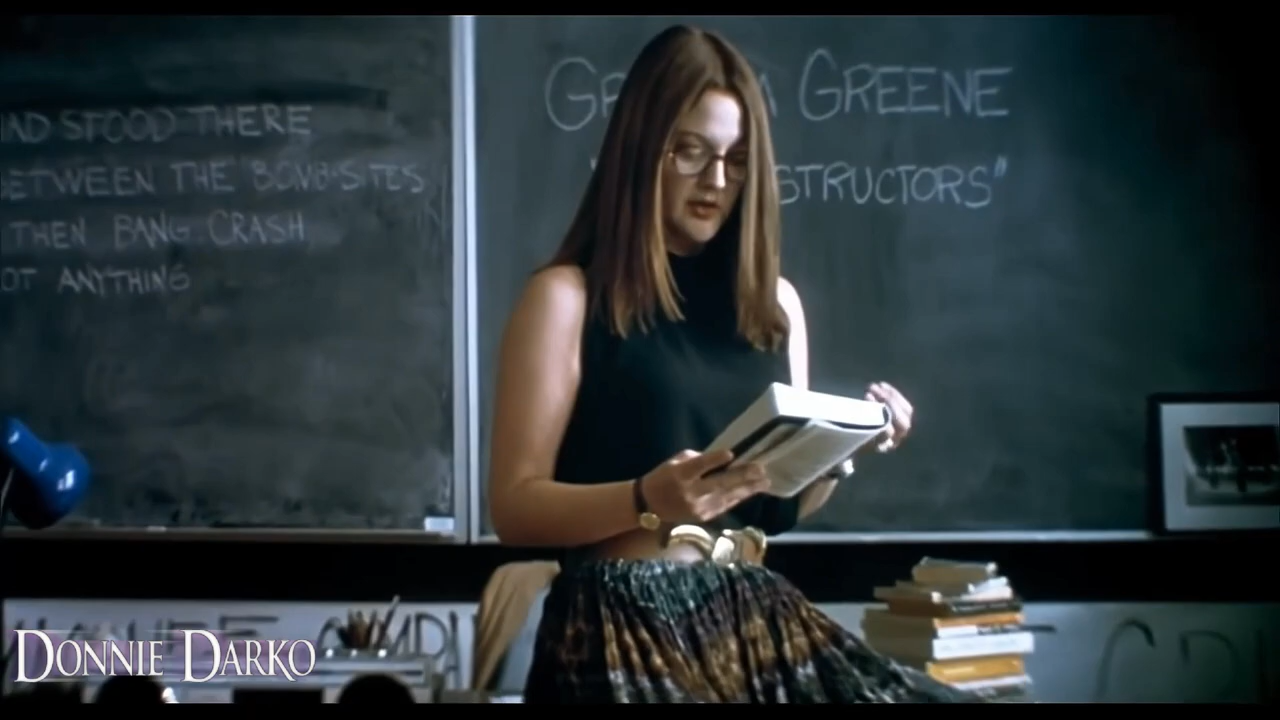 AND STOOD THERE
BETWEEN THE BOMB-SITES
THEN BANG CRASH
OT ANYTHING
GREENE
STRUCTORS"
DONNIE DARKO